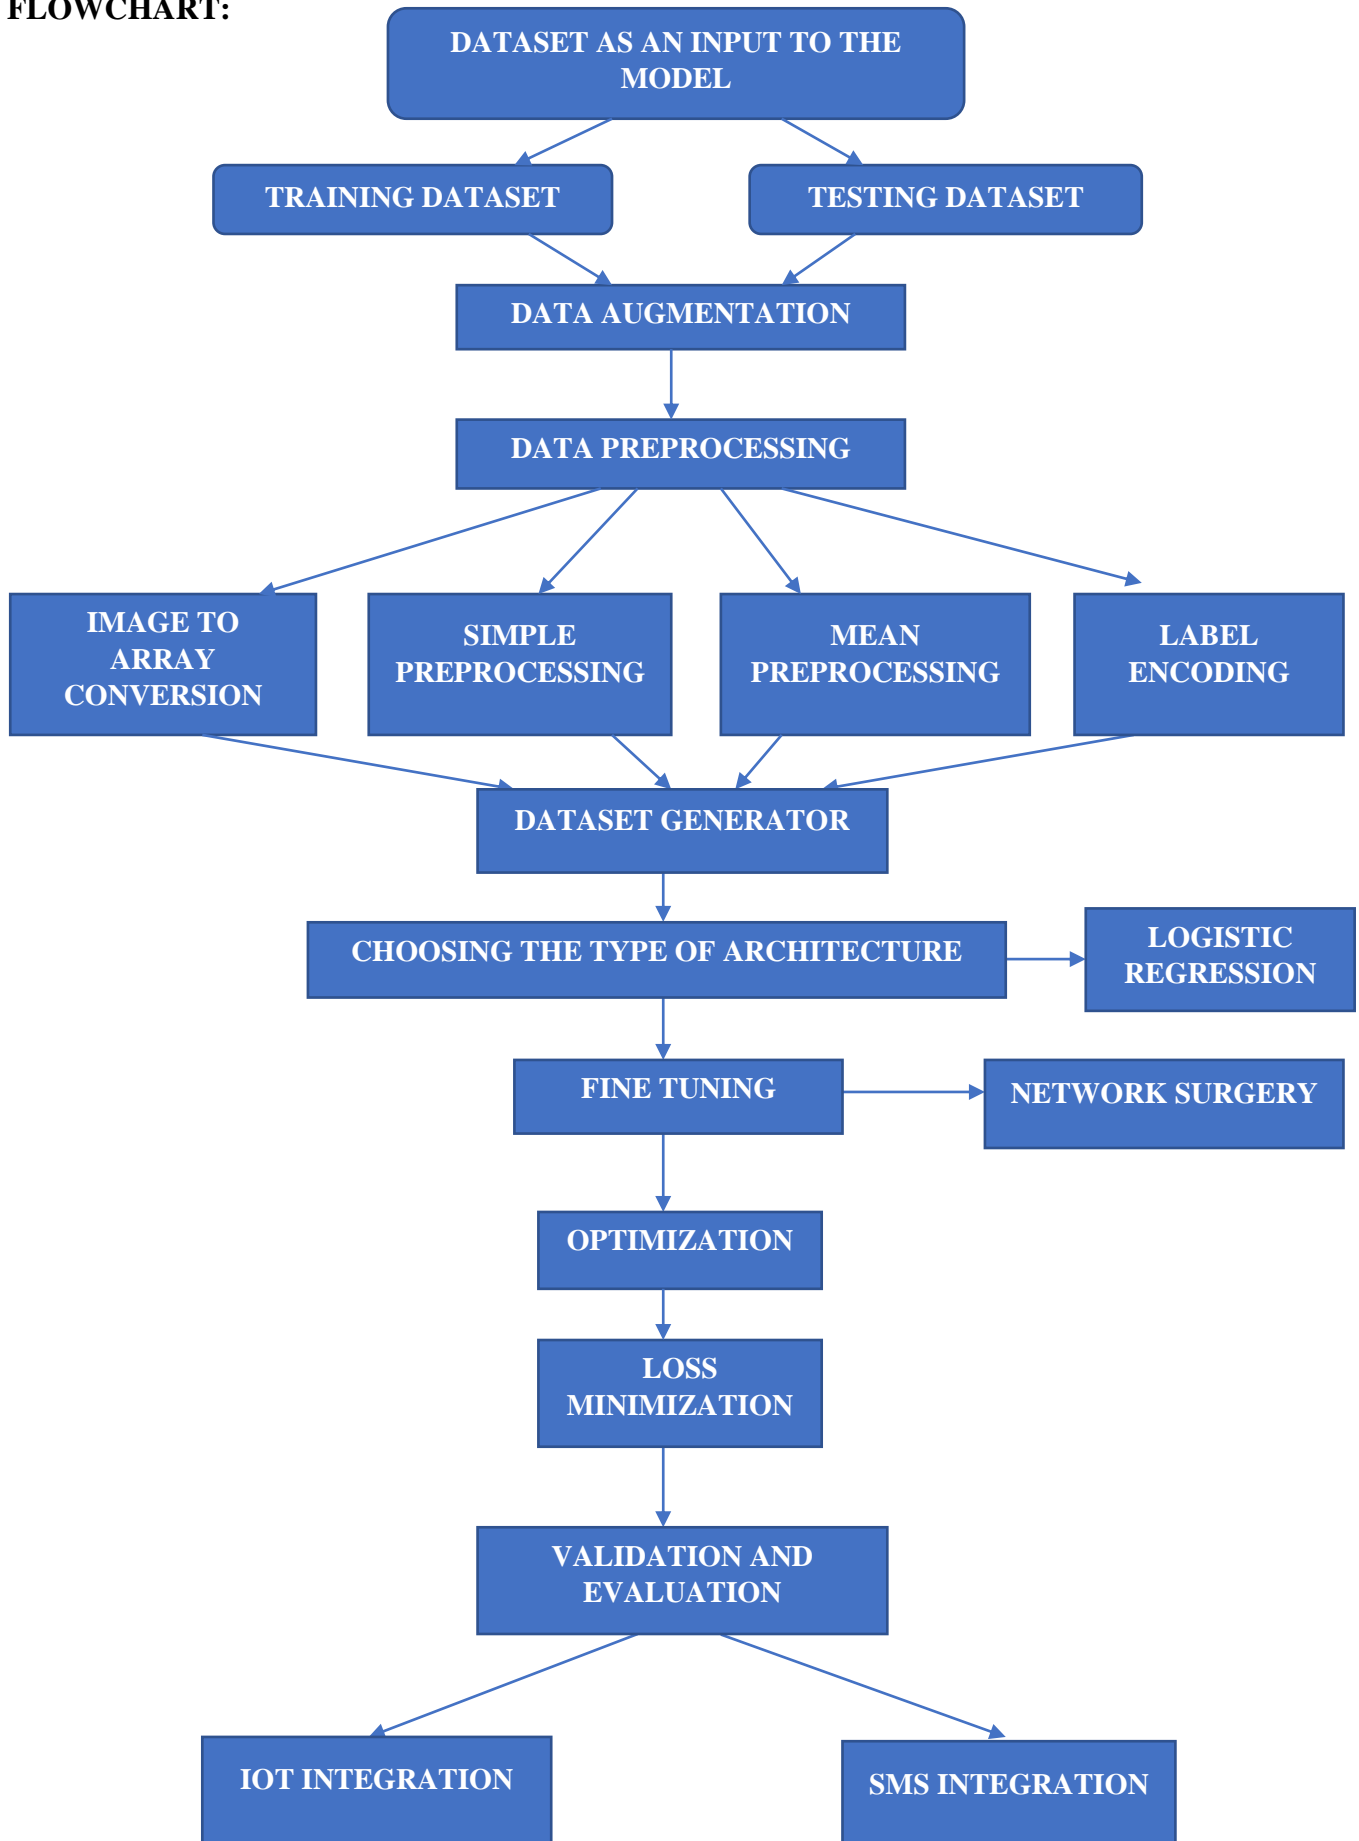 FLOWCHART:
DATASET AS AN INPUT TO THE
MODEL
TRAINING DATASET
TESTING DATASET
DATA AUGMENTATION
DATA PREPROCESSING
IMAGE TO
ARRAY
CONVERSION
SIMPLE
PREPROCESSING
MEAN
PREPROCESSING
LABEL
ENCODING
DATASET GENERATOR
CHOOSING THE TYPE OF ARCHITECTURE
LOGISTIC
REGRESSION
FINE TUNING
NETWORK SURGERY
OPTIMIZATION
LOSS
MINIMIZATION
VALIDATION AND
EVALUATION
IOT INTEGRATION
SMS INTEGRATION